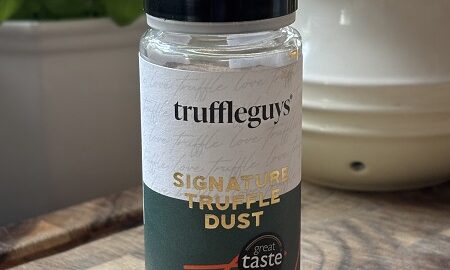 truffleguys®
SIGNATURE
TRUFFLE
DUST
great
taste